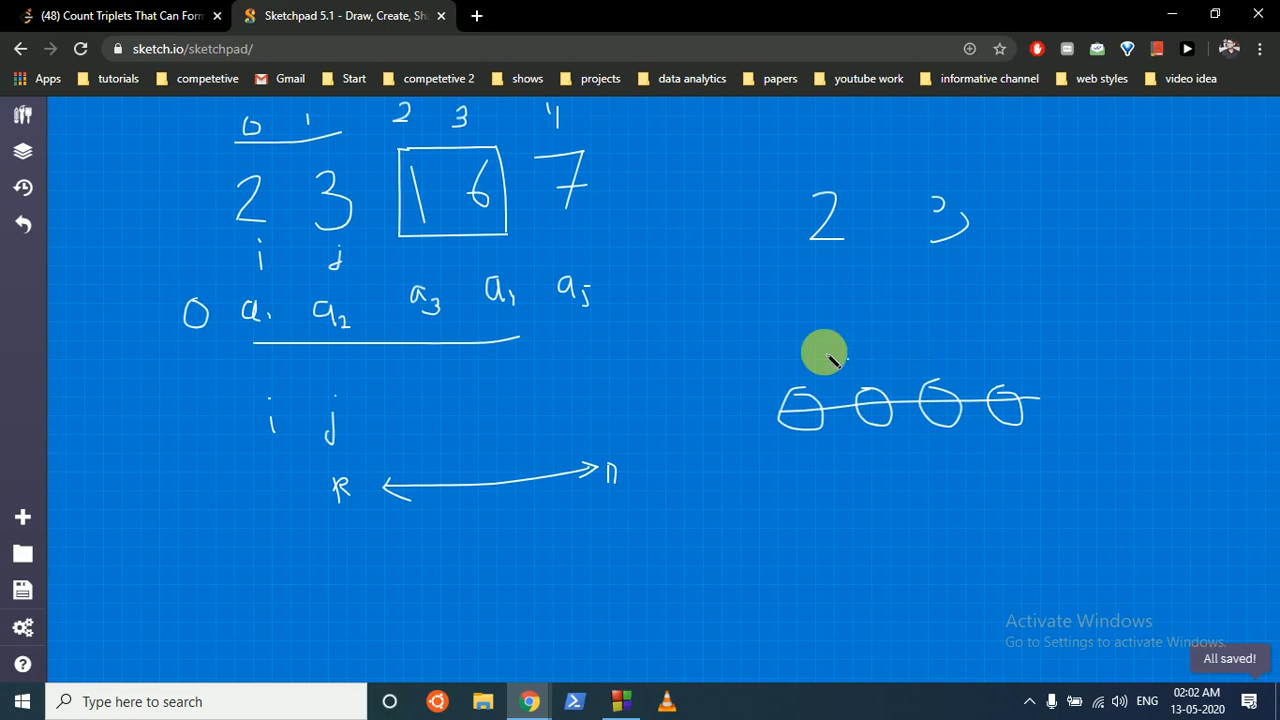 (48) Count Triplets That Can Form
Sketchpad 5.1 - Draw, Create, Sha
sketch.io/sketchpad/
Apps tutorials competetive Gmail Start competetive 2 shows projects data analytics papers youtube work informative channel web styles video idea
0 1 2 3 4
2 3 1 6 7
2 3
i j
0 a1 a2 a3 a4 a5
i j
k n
Activate Windows
Go to Settings to activate Windows.
All saved!
Type here to search
ENG
02:02 AM
13-05-2020